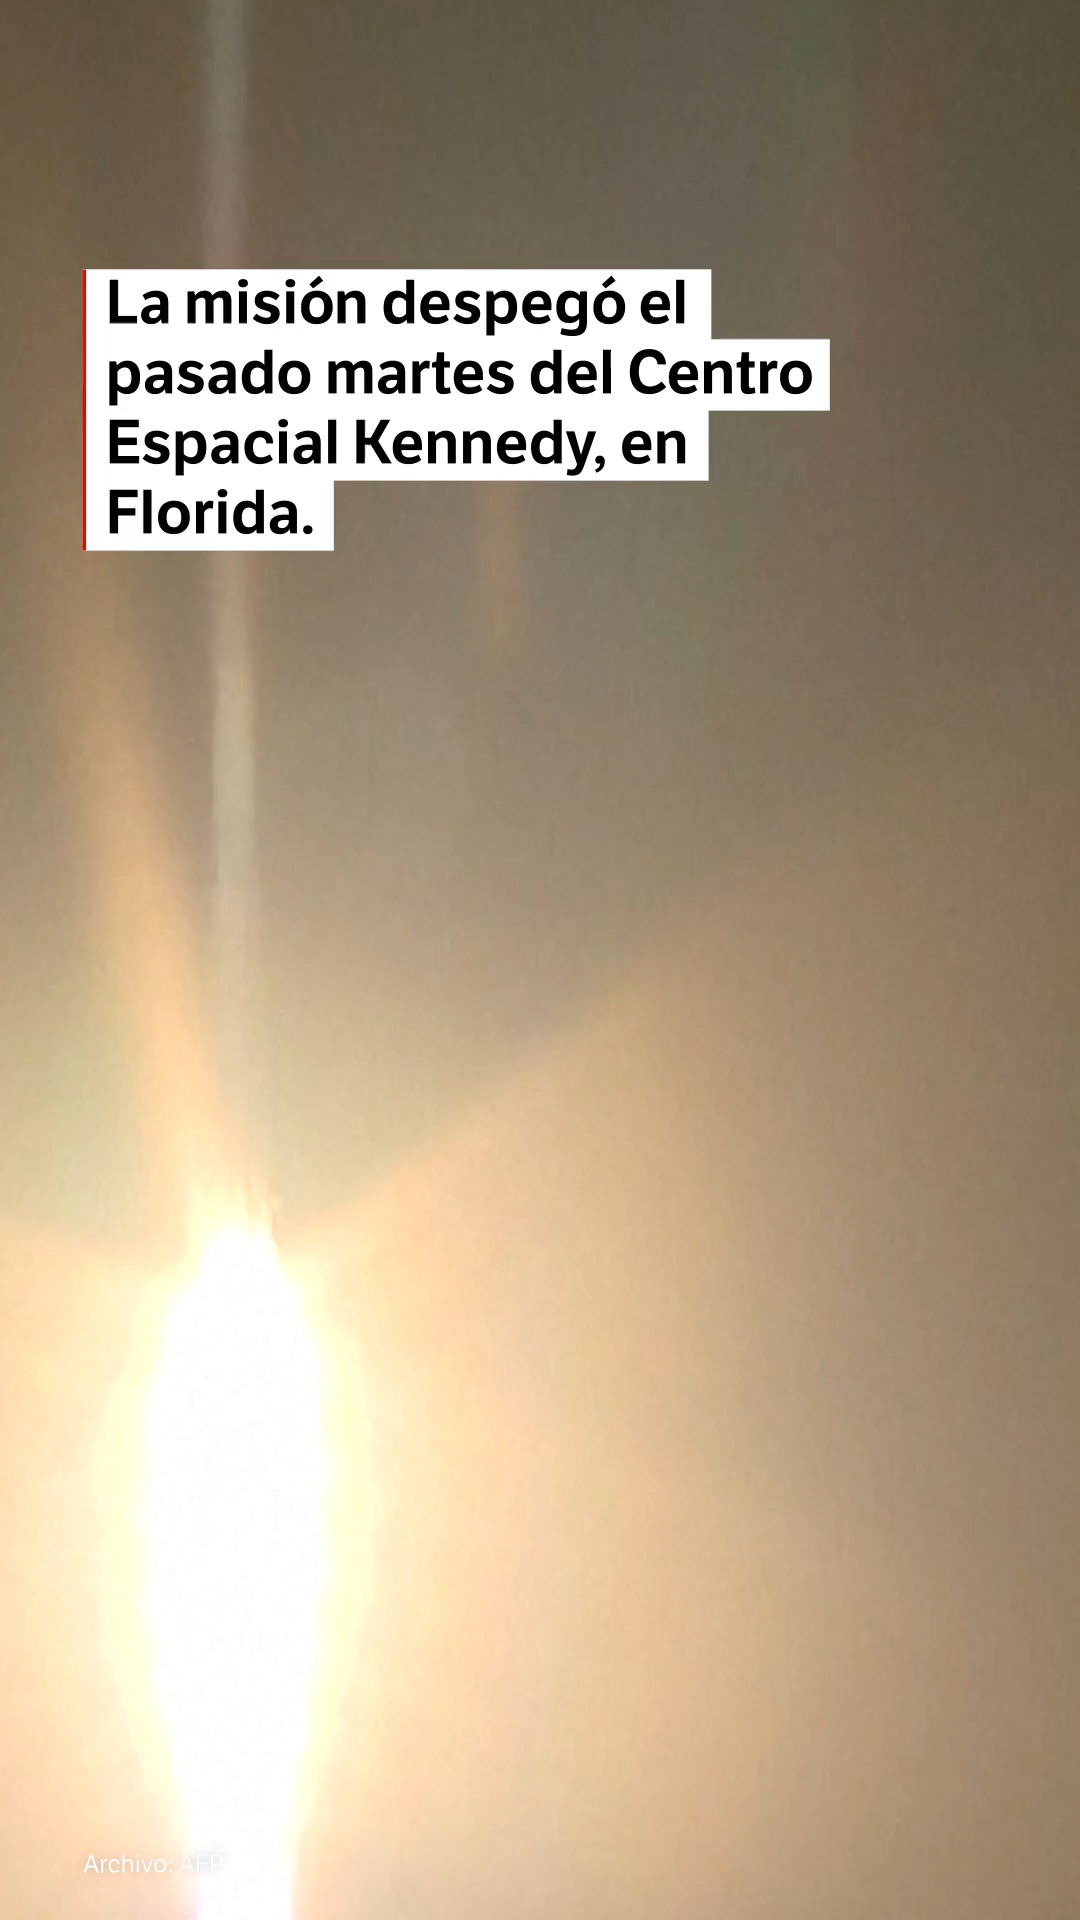 La misión despegó el
pasado martes del Centro
Espacial Kennedy, en
Florida.
Archivo: AFP